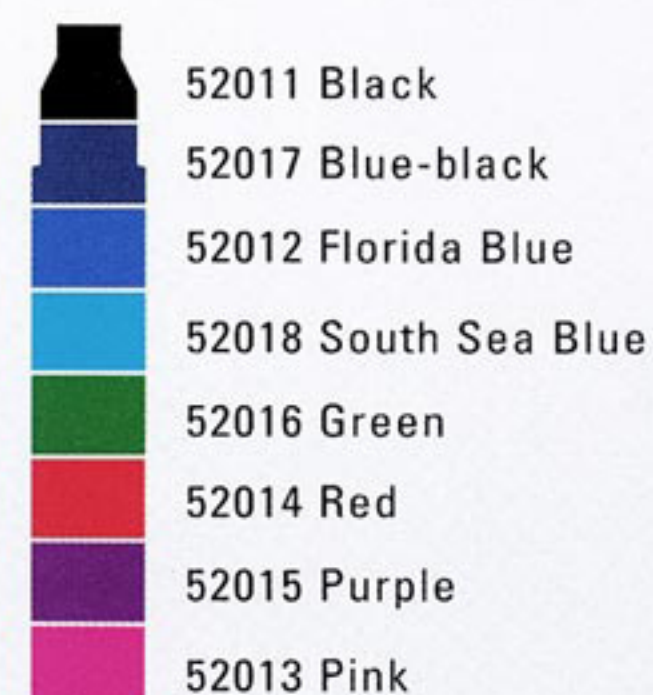 52011 Black
52017 Blue-black
52012 Florida Blue
52018 South Sea Blue
52016 Green
52014 Red
52015 Purple
52013 Pink